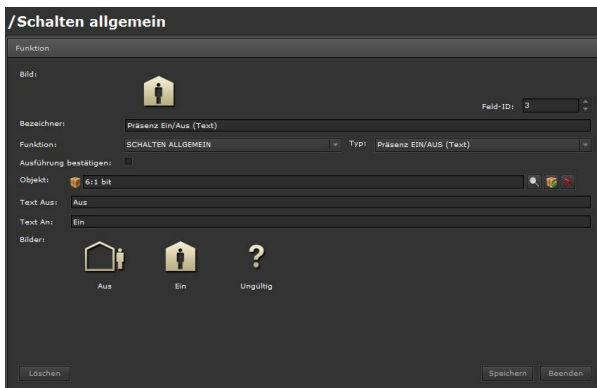 /Schalten allgemein
Funktion
Bild:
Feld-ID: 3
Bezeichner: Präsenz Ein/Aus (Text)
Funktion: SCHALTEN ALLGEMEIN Typ: Präsenz EIN/AUS (Text)
Ausführung bestätigen:
Objekt: 6:1 bit
Text Aus: Aus
Text An: Ein
Bilder:
?
Aus Ein Ungültig
Löschen Speichern Beenden